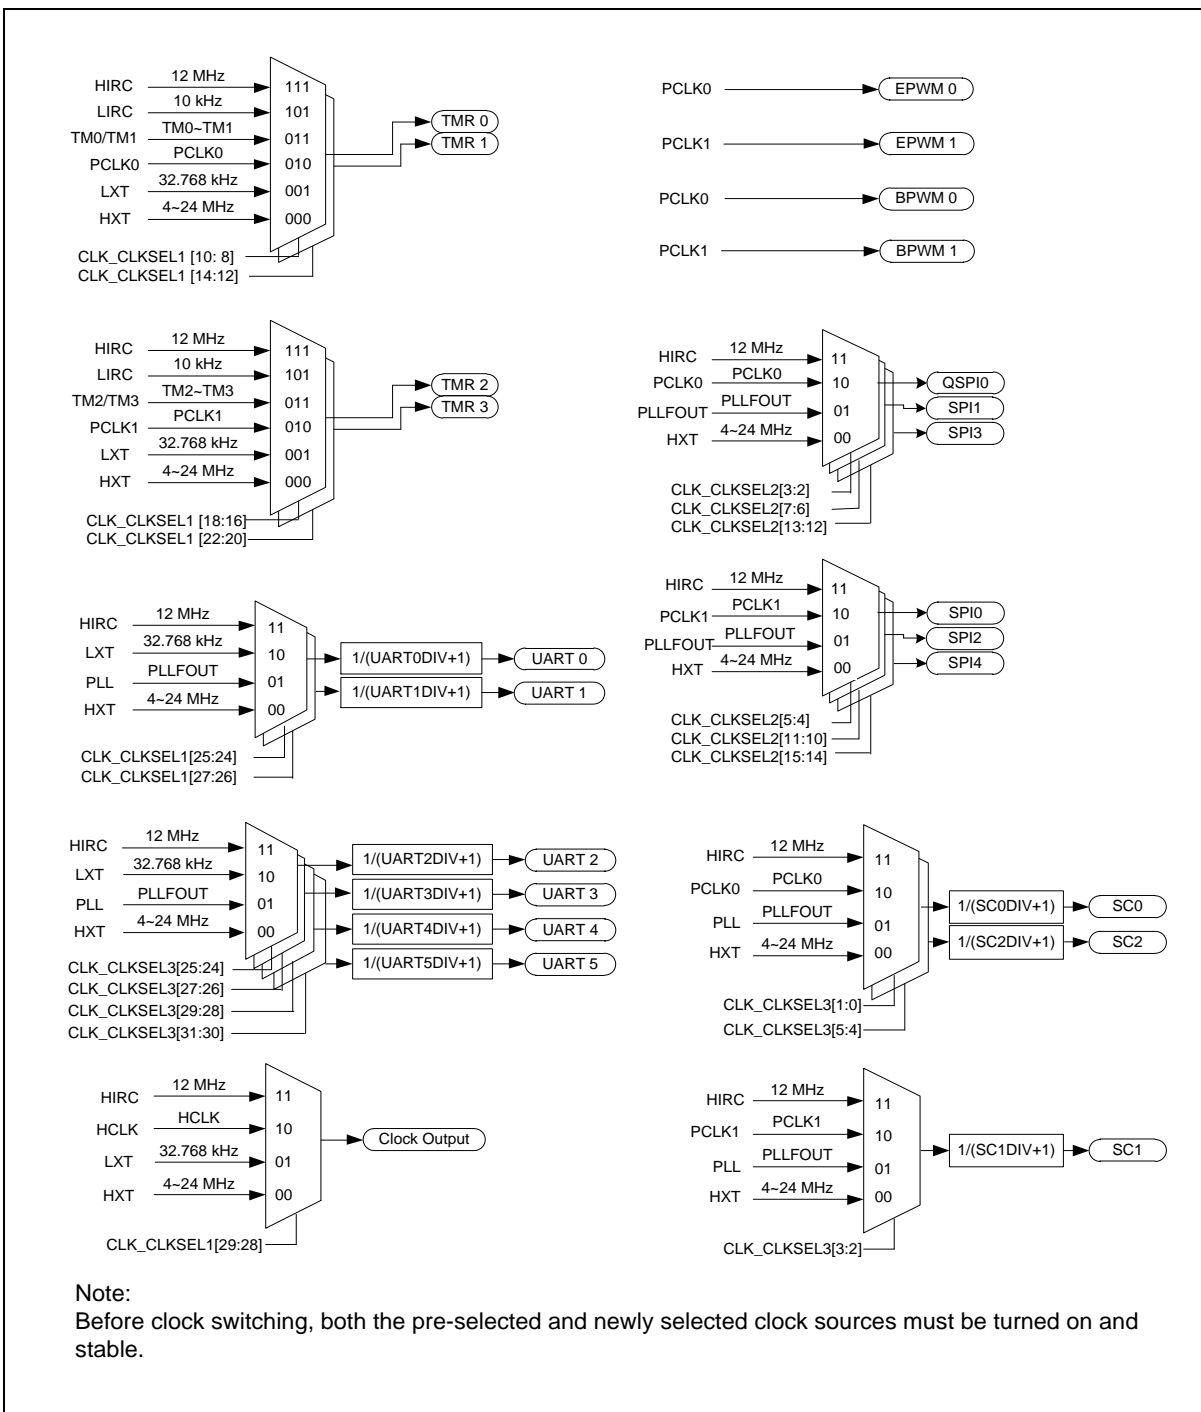 HIRC 12 MHz 111
LIRC 10 kHz 101
TM0/TM1 TM0~TM1 011
PCLK0 PCLK0 010
LXT 32.768 kHz 001
HXT 4~24 MHz 000
TMR 0
TMR 1
CLK_CLKSEL1 [10: 8]
CLK_CLKSEL1 [14:12]
PCLK0 EPWM 0
PCLK1 EPWM 1
PCLK0 BPWM 0
PCLK1 BPWM 1
HIRC 12 MHz 111
LIRC 10 kHz 101
TM2/TM3 TM2~TM3 011
PCLK1 PCLK1 010
LXT 32.768 kHz 001
HXT 4~24 MHz 000
TMR 2
TMR 3
CLK_CLKSEL1 [18:16]
CLK_CLKSEL1 [22:20]
HIRC 12 MHz 11
PCLK0 PCLK0 10
PLLFOUT PLLFOUT 01
HXT 4~24 MHz 00
QSPI0
SPI1
SPI3
CLK_CLKSEL2[3:2]
CLK_CLKSEL2[7:6]
CLK_CLKSEL2[13:12]
HIRC 12 MHz 11
LXT 32.768 kHz 10
PLL PLLFOUT 01
HXT 4~24 MHz 00
1/(UART0DIV+1) UART 0
1/(UART1DIV+1) UART 1
CLK_CLKSEL1[25:24]
CLK_CLKSEL1[27:26]
HIRC 12 MHz 11
PCLK1 PCLK1 10
PLLFOUT PLLFOUT 01
HXT 4~24 MHz 00
SPI0
SPI2
SPI4
CLK_CLKSEL2[5:4]
CLK_CLKSEL2[11:10]
CLK_CLKSEL2[15:14]
HIRC 12 MHz 11
LXT 32.768 kHz 10
PLL PLLFOUT 01
HXT 4~24 MHz 00
1/(UART2DIV+1) UART 2
1/(UART3DIV+1) UART 3
1/(UART4DIV+1) UART 4
1/(UART5DIV+1) UART 5
CLK_CLKSEL3[25:24]
CLK_CLKSEL3[27:26]
CLK_CLKSEL3[29:28]
CLK_CLKSEL3[31:30]
HIRC 12 MHz 11
PCLK0 PCLK0 10
PLL PLLFOUT 01
HXT 4~24 MHz 00
1/(SC0DIV+1) SC0
1/(SC2DIV+1) SC2
CLK_CLKSEL3[1:0]
CLK_CLKSEL3[5:4]
HIRC 12 MHz 11
HCLK HCLK 10
LXT 32.768 kHz 01
HXT 4~24 MHz 00
Clock Output
CLK_CLKSEL1[29:28]
HIRC 12 MHz 11
PCLK1 PCLK1 10
PLL PLLFOUT 01
HXT 4~24 MHz 00
1/(SC1DIV+1) SC1
CLK_CLKSEL3[3:2]
Note:
Before clock switching, both the pre-selected and newly selected clock sources must be turned on and
stable.